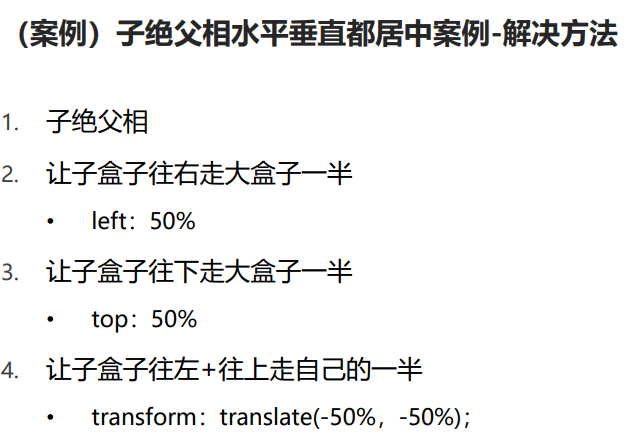 （案例）子绝父相水平垂直都居中案例-解决方法
1. 子绝父相
2. 让子盒子往右走大盒子一半
• left：50%
3. 让子盒子往下走大盒子一半
• top：50%
4. 让子盒子往左+往上走自己的一半
• transform：translate(-50%，-50%)；